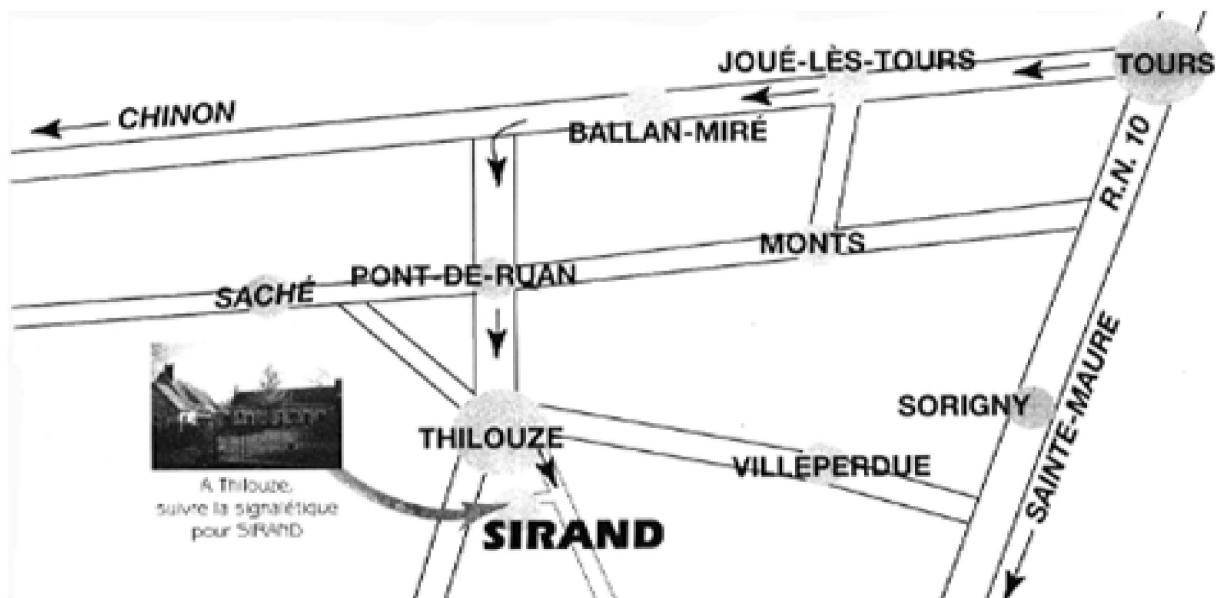 JOUÉ-LÈS-TOURS
TOURS
CHINON
BALLAN-MIRÉ
R.N. 10
MONTS
PONT-DE-RUAN
SACHÉ
SORIGNY
SAINTE-MAURE
THILOUZE
VILLEPERDUE
A Thilouze,
suivre la signalétique
pour SIRAND
SIRAND